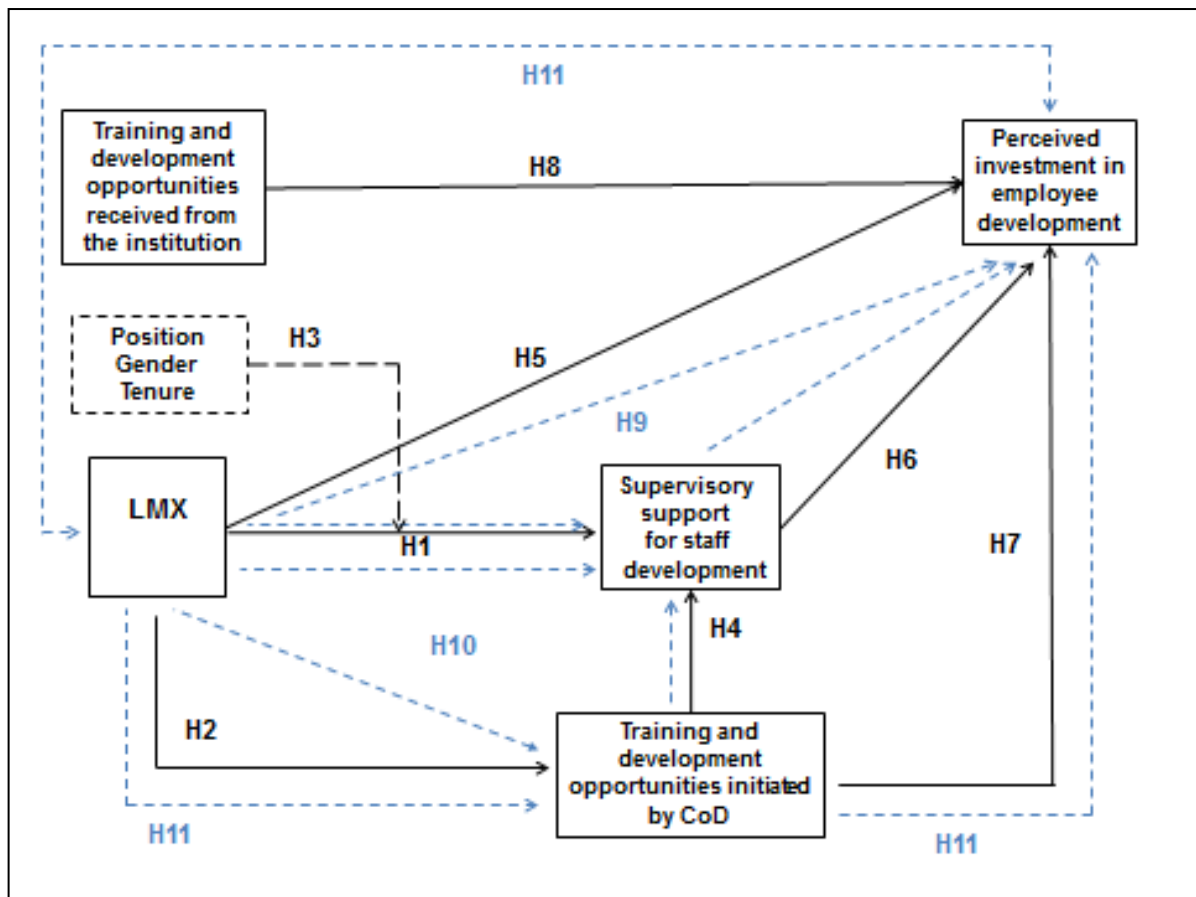 H11
Training and
development
opportunities
received from
the institution
H8
Perceived
investment in
employee
development
Position
Gender
Tenure
H3
H5
H9
H6
LMX
H1
Supervisory
support
for staff
development
H7
H4
H10
H2
Training and
development
opportunities initiated
by CoD
H11
H11